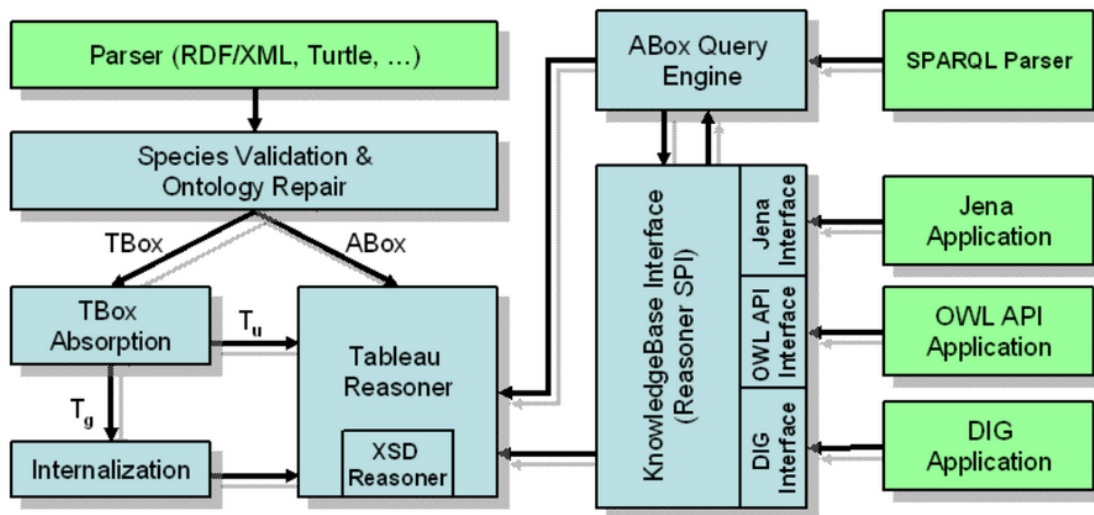 Parser (RDF/XML, Turtle, ...)
Species Validation &
Ontology Repair
TBox
ABox
TBox
Absorption
Tu
Tg
Internalization
Tableau
Reasoner
XSD
Reasoner
ABox Query
Engine
SPARQL Parser
KnowledgeBase Interface
(Reasoner SPI)
Jena
Interface
OWL API
Interface
DIG
Interface
Jena
Application
OWL API
Application
DIG
Application